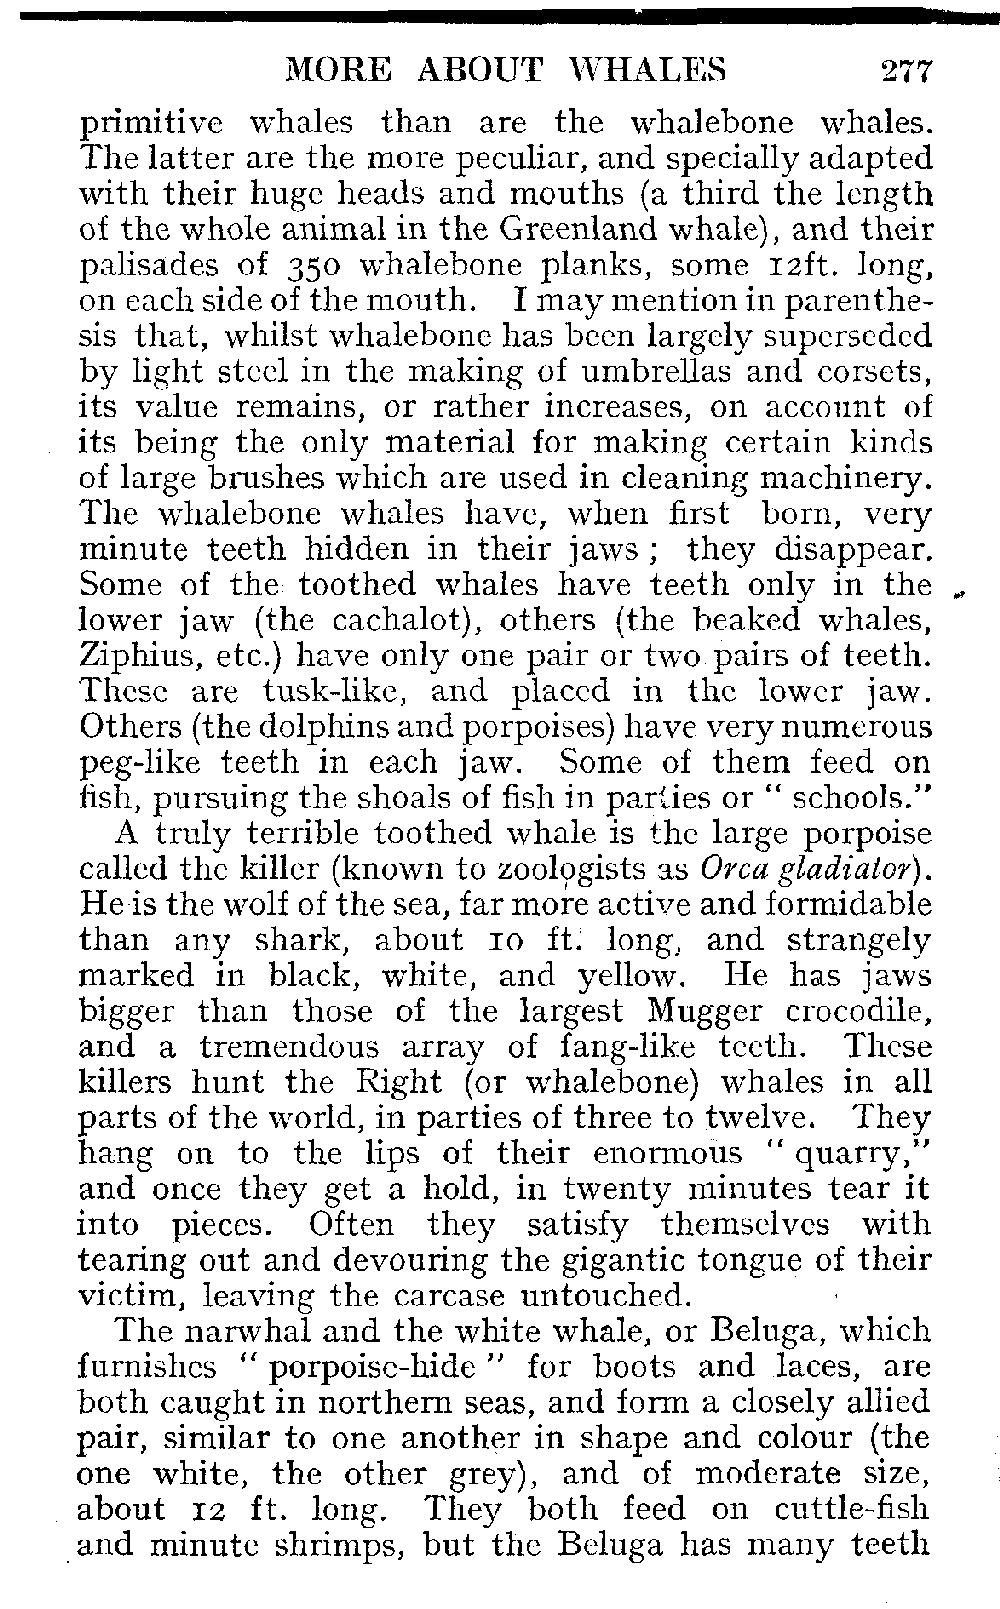 MORE ABOUT WHALES 277
primitive whales than are the whalebone whales.
The latter are the more peculiar, and specially adapted
with their huge heads and mouths (a third the length
of the whole animal in the Greenland whale), and their
palisades of 350 whalebone planks, some 12ft. long,
on each side of the mouth. I may mention in parenthe-
sis that, whilst whalebone has been largely superseded
by light steel in the making of umbrellas and corsets,
its value remains, or rather increases, on account of
its being the only material for making certain kinds
of large brushes which are used in cleaning machinery.
The whalebone whales have, when first born, very
minute teeth hidden in their jaws ; they disappear.
Some of the toothed whales have teeth only in the
lower jaw (the cachalot), others (the beaked whales,
Ziphius, etc.) have only one pair or two pairs of teeth.
These are tusk-like, and placed in the lower jaw.
Others (the dolphins and porpoises) have very numerous
peg-like teeth in each jaw. Some of them feed on
fish, pursuing the shoals of fish in parties or “ schools.”
A truly terrible toothed whale is the large porpoise
called the killer (known to zoologists as Orca gladiator).
He is the wolf of the sea, far more active and formidable
than any shark, about 10 ft. long, and strangely
marked in black, white, and yellow. He has jaws
bigger than those of the largest Mugger crocodile,
and a tremendous array of fang-like teeth. These
killers hunt the Right (or whalebone) whales in all
parts of the world, in parties of three to twelve. They
hang on to the lips of their enormous “ quarry,”
and once they get a hold, in twenty minutes tear it
into pieces. Often they satisfy themselves with
tearing out and devouring the gigantic tongue of their
victim, leaving the carcase untouched.
The narwhal and the white whale, or Beluga, which
furnishes “ porpoise-hide ” for boots and laces, are
both caught in northern seas, and form a closely allied
pair, similar to one another in shape and colour (the
one white, the other grey), and of moderate size,
about 12 ft. long. They both feed on cuttle-fish
and minute shrimps, but the Beluga has many teeth